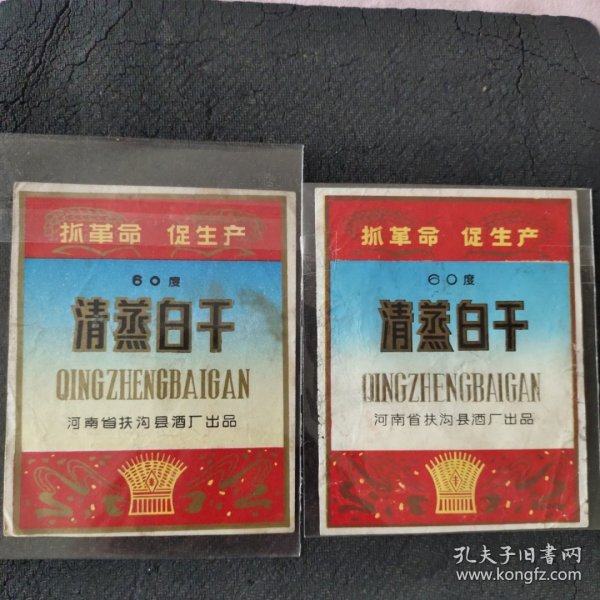 抓革命 促生产
60度
清蒸白干
QINGZHENGBAIGAN
河南省扶沟县酒厂出品
抓革命 促生产
60度
清蒸白干
QINGZHENGBAIGAN
河南省扶沟县酒厂出品
孔夫子旧书网
www.kongfz.com